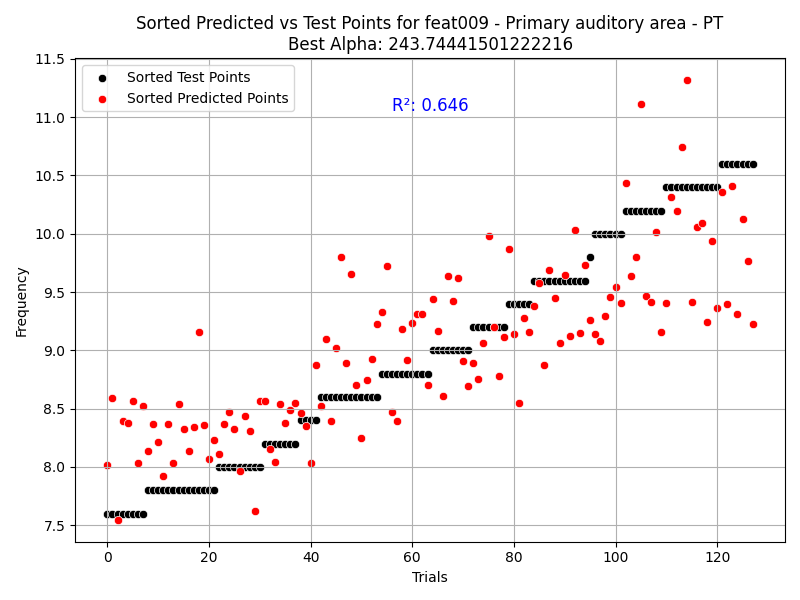 Sorted Predicted vs Test Points for feat009 - Primary auditory area - PT
Best Alpha: 243.74441501222216
Sorted Test Points
Sorted Predicted Points
R²: 0.646
11.5
11.0
10.5
10.0
9.5
9.0
8.5
8.0
7.5
Frequency
0 20 40 60 80 100 120
Trials